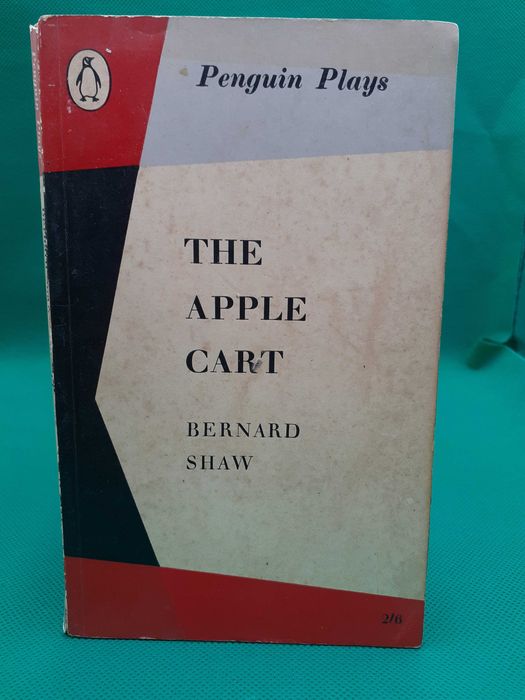 Penguin Plays
THE
APPLE
CART
BERNARD
SHAW
2/6